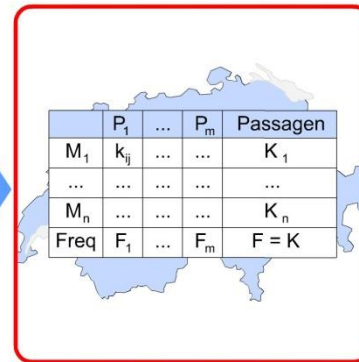 P1 ... Pm Passagen
M1 kij ... ... K1
... ... ... ... ...
Mn ... ... ... Kn
Freq F1 ... Fm F = K